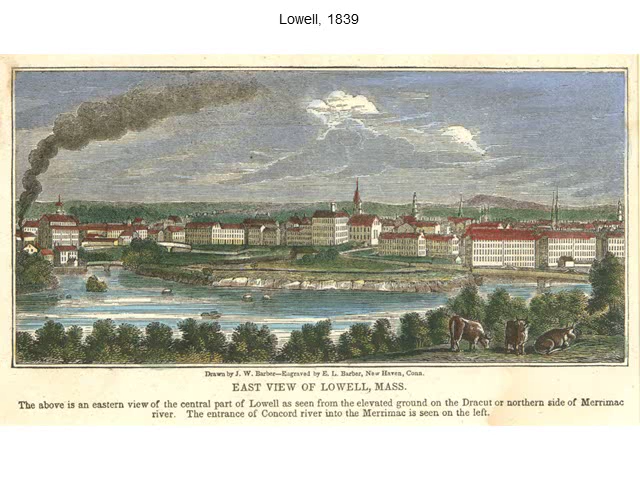 Lowell, 1839
Drawn by J. W. Barber—Engraved by E. L. Barber, New Haven, Conn.
EAST VIEW OF LOWELL, MASS.
The above is an eastern view of the central part of Lowell as seen from the elevated ground on the Dracut or northern side of Merrimac
river. The entrance of Concord river into the Merrimac is seen on the left.